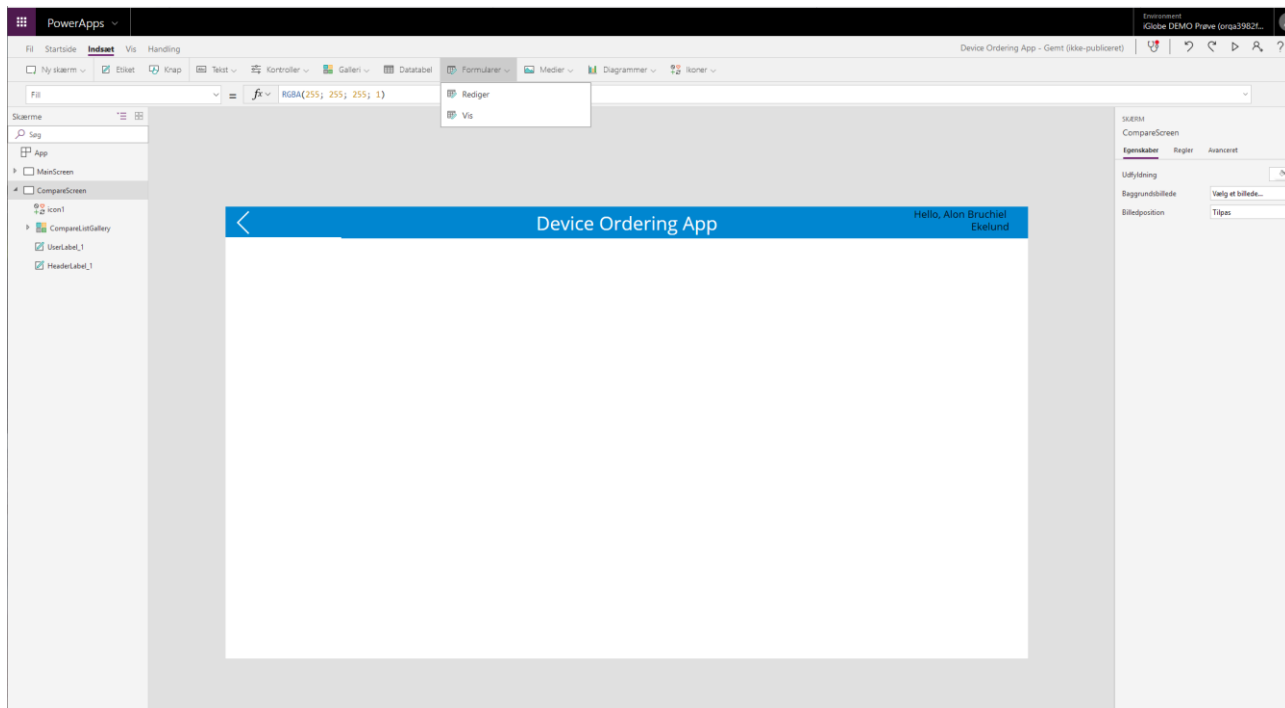 PowerApps
Environment
iGlobe DEMO Prøve (orga3982f...
Fil Startside Indsæt Vis Handling
Device Ordering App - Gemt (ikke-publiceret)
Ny skærm Etiket Knap Tekst Kontroller Galleri Datatabel Formularer Medier Diagrammer Ikoner
Fill = fx RGBA(255; 255; 255; 1)
Rediger
Vis
Skærme
Søg
App
MainScreen
CompareScreen
icon1
CompareListGallery
UserLabel_1
HeaderLabel_1
Device Ordering App
Hello, Alon Bruchiel
Ekelund
SKÆRM
CompareScreen
Egenskaber Regler Avanceret
Udfyldning
Baggrundsbillede Vælg et billede...
Billedposition Tilpas